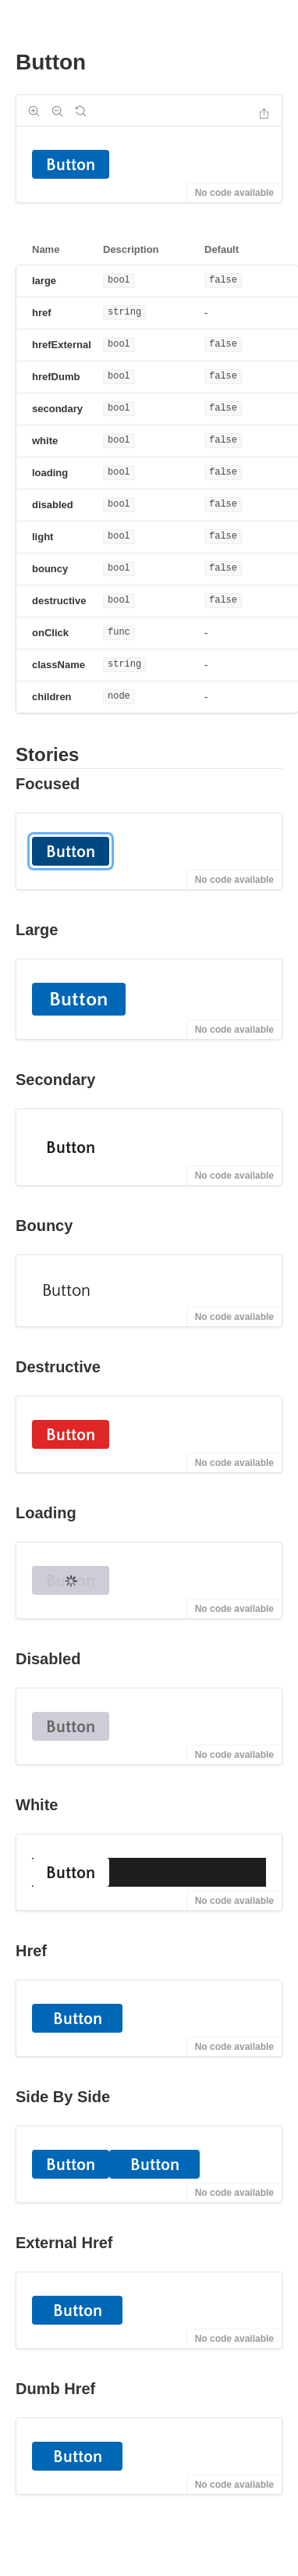 Button
Button
No code available
Name Description Default
large bool false
href string -
hrefExternal bool false
hrefDumb bool false
secondary bool false
white bool false
loading bool false
disabled bool false
light bool false
bouncy bool false
destructive bool false
onClick func -
className string -
children node -
Stories
Focused
Button
No code available
Large
Button
No code available
Secondary
Button
No code available
Bouncy
Button
No code available
Destructive
Button
No code available
Loading
Button
No code available
Disabled
Button
No code available
White
Button
No code available
Href
Button
No code available
Side By Side
Button Button
No code available
External Href
Button
No code available
Dumb Href
Button
No code available